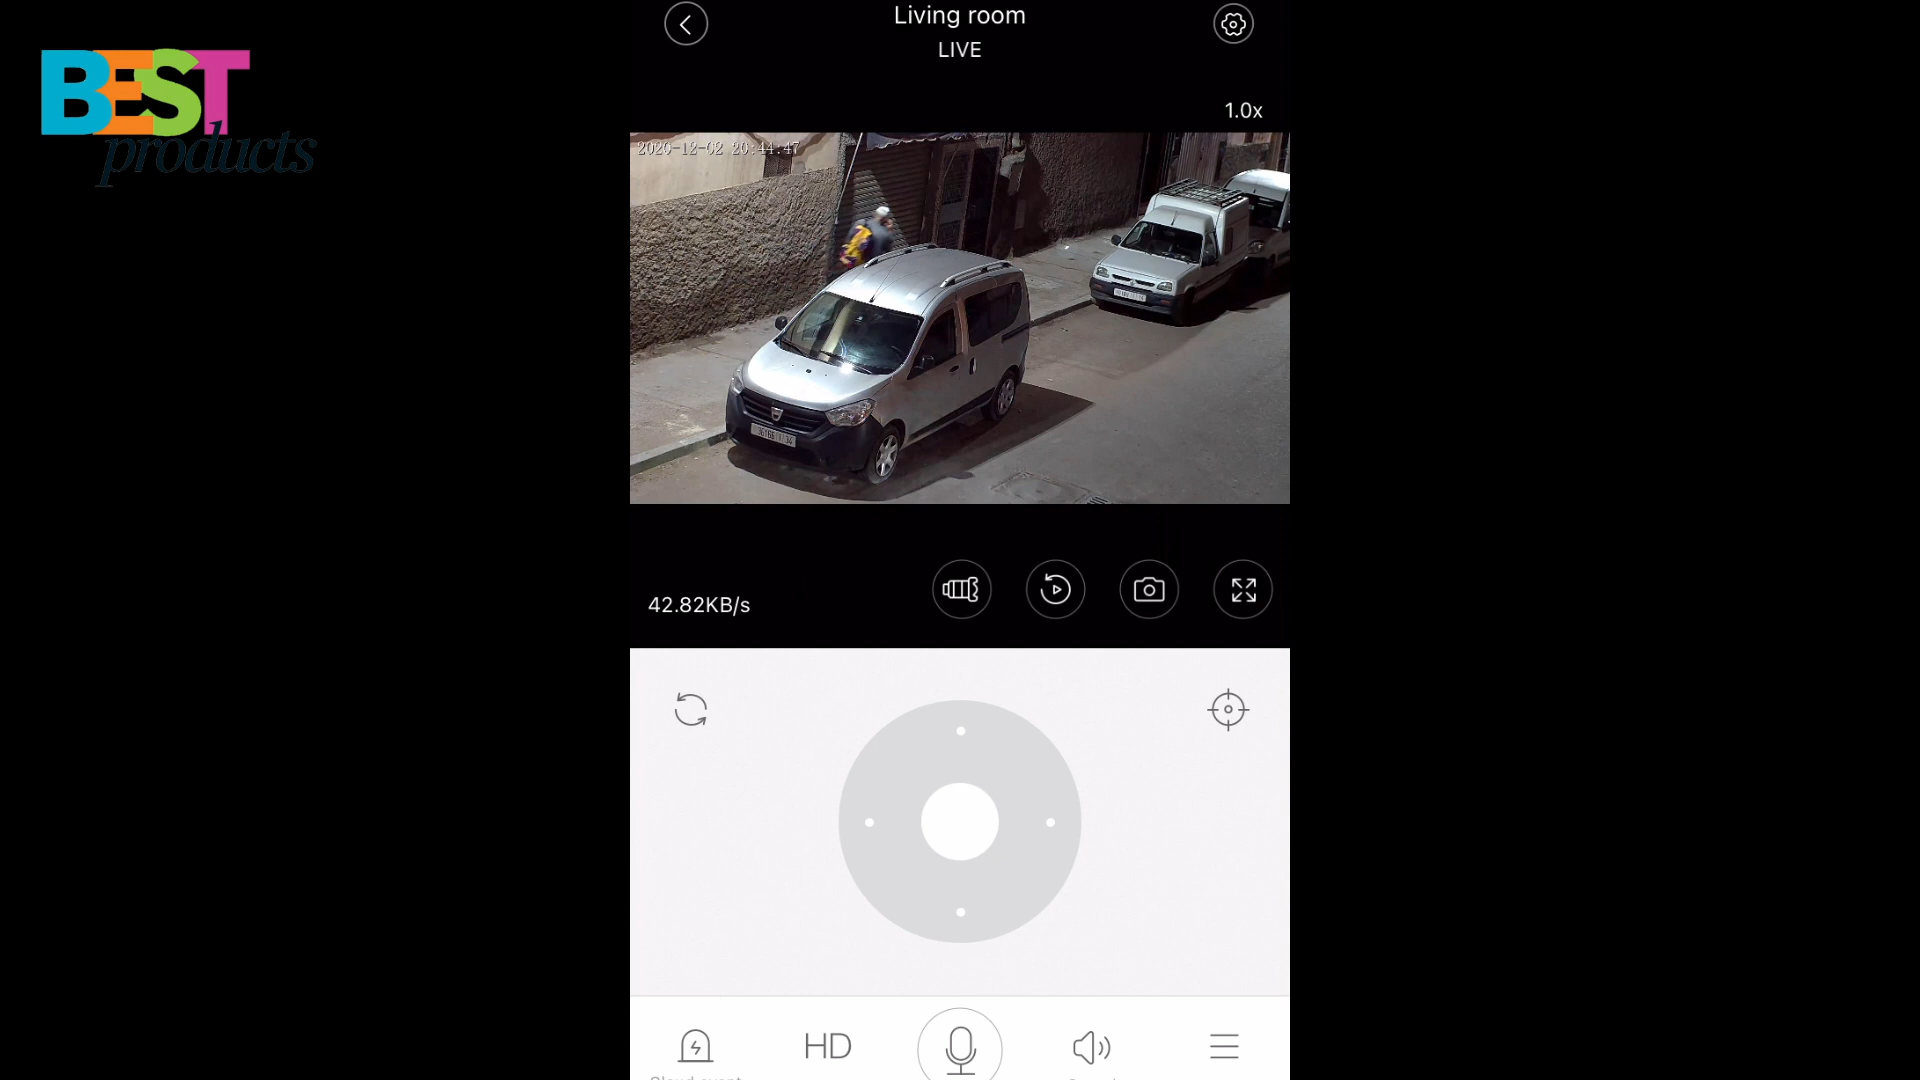 BEST
products
Living room
LIVE
1.0x
2020-12-02 20:44:47
42.82KB/s
HD